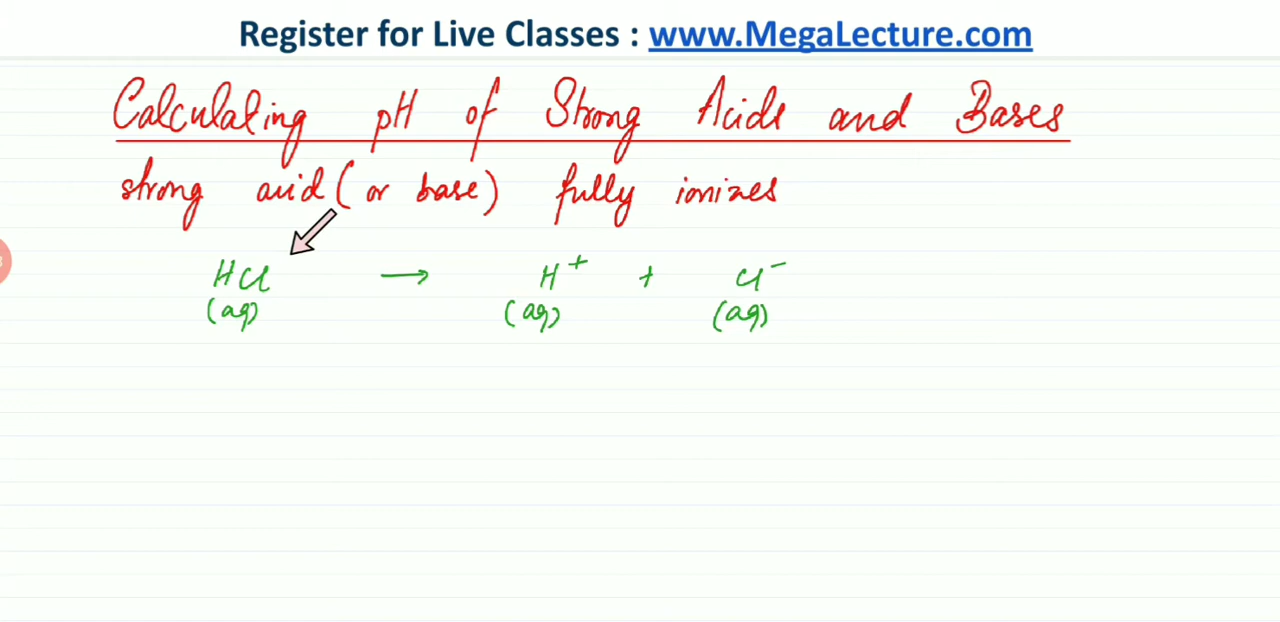 Register for Live Classes : www.MegaLecture.com
Calculating pH of Strong Acids and Bases
strong acid (or base) fully ionizes
HCl → H⁺ + Cl⁻
(aq) (aq) (aq)